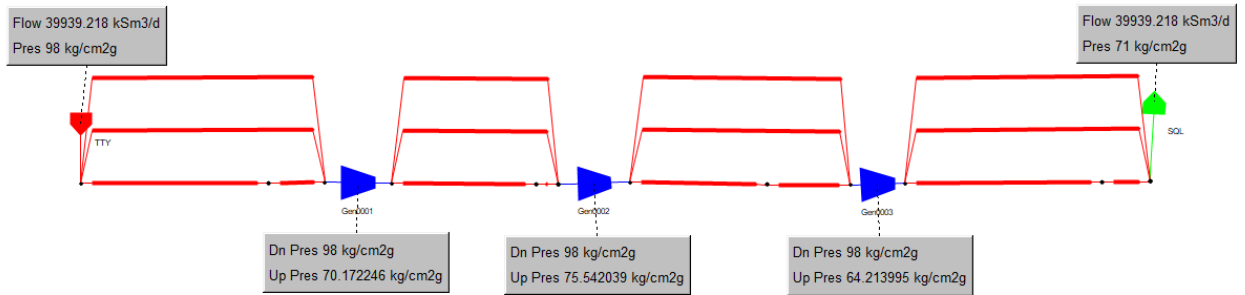 Flow 39939.218 kSm3/d
Pres 98 kg/cm2g
Flow 39939.218 kSm3/d
Pres 71 kg/cm2g
TTY
SQL
Gen0001
Gen0002
Gen0003
Dn Pres 98 kg/cm2g
Up Pres 70.172246 kg/cm2g
Dn Pres 98 kg/cm2g
Up Pres 75.542039 kg/cm2g
Dn Pres 98 kg/cm2g
Up Pres 64.213995 kg/cm2g